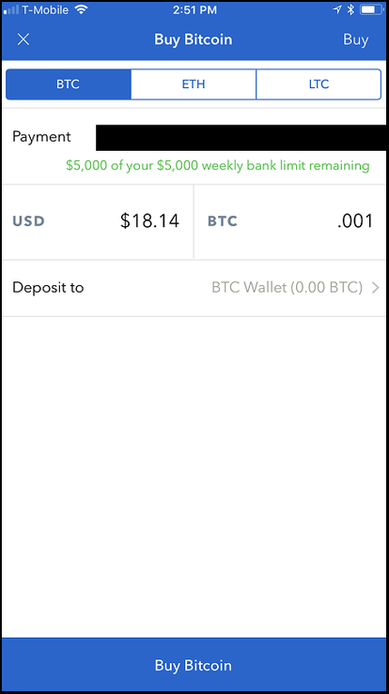 T-Mobile 2:51 PM
Buy Bitcoin Buy
BTC ETH LTC
Payment
$5,000 of your $5,000 weekly bank limit remaining
USD $18.14 BTC .001
Deposit to BTC Wallet (0.00 BTC)
Buy Bitcoin